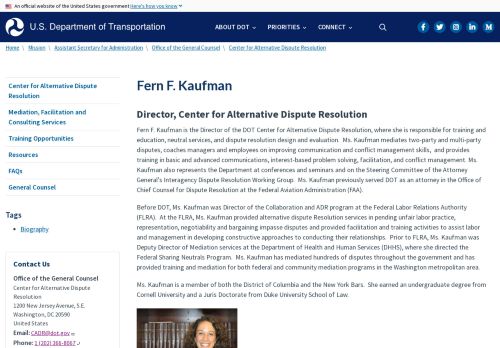 An official website of the United States government Here's how you know
U.S. Department of Transportation
ABOUT DOT
PRIORITIES
CONNECT
Home \ Mission \ Assistant Secretary for Administration \ Office of the General Counsel \ Center for Alternative Dispute Resolution
Center for Alternative Dispute
Resolution
Mediation, Facilitation and
Consulting Services
Training Opportunities
Resources
FAQs
General Counsel
Tags
Biography
Contact Us
Office of the General Counsel
Center for Alternative Dispute
Resolution
1200 New Jersey Avenue, S.E.
Washington, DC 20590
United States
Email: CADR@dot.gov
Phone: 1 (202) 366-8067
Fern F. Kaufman
Director, Center for Alternative Dispute Resolution
Fern F. Kaufman is the Director of the DOT Center for Alternative Dispute Resolution, where she is responsible for training and
education, neutral services, and dispute resolution design and evaluation. Ms. Kaufman mediates two-party and multi-party
disputes, coaches managers and employees on improving communication and conflict management skills, and provides
training in basic and advanced communications, interest-based problem solving, facilitation, and conflict management. Ms.
Kaufman also represents the Department at conferences and seminars and on the Steering Committee of the Attorney
General's Interagency Dispute Resolution Working Group. Ms. Kaufman previously served DOT as an attorney in the Office of
Chief Counsel for Dispute Resolution at the Federal Aviation Administration (FAA).
Before DOT, Ms. Kaufman was Director of the Collaboration and ADR program at the Federal Labor Relations Authority
(FLRA). At the FLRA, Ms. Kaufman provided alternative dispute Resolution services in pending unfair labor practice,
representation, negotiability and bargaining impasse disputes and provided facilitation and training activities to assist labor
and management in developing constructive approaches to conducting their relationships. Prior to FLRA, Ms. Kaufman was
Deputy Director of Mediation services at the Department of Health and Human Services (DHHS), where she directed the
Federal Sharing Neutrals Program. Ms. Kaufman has mediated hundreds of disputes throughout the government and has
provided training and mediation for both federal and community mediation programs in the Washington metropolitan area.
Ms. Kaufman is a member of both the District of Columbia and the New York Bars. She earned an undergraduate degree from
Cornell University and a Juris Doctorate from Duke University School of Law.